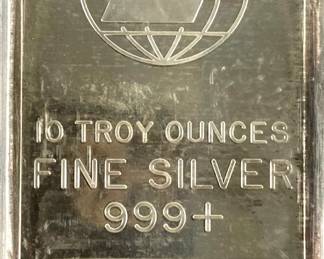 10 TROY OUNCES
FINE SILVER
999+